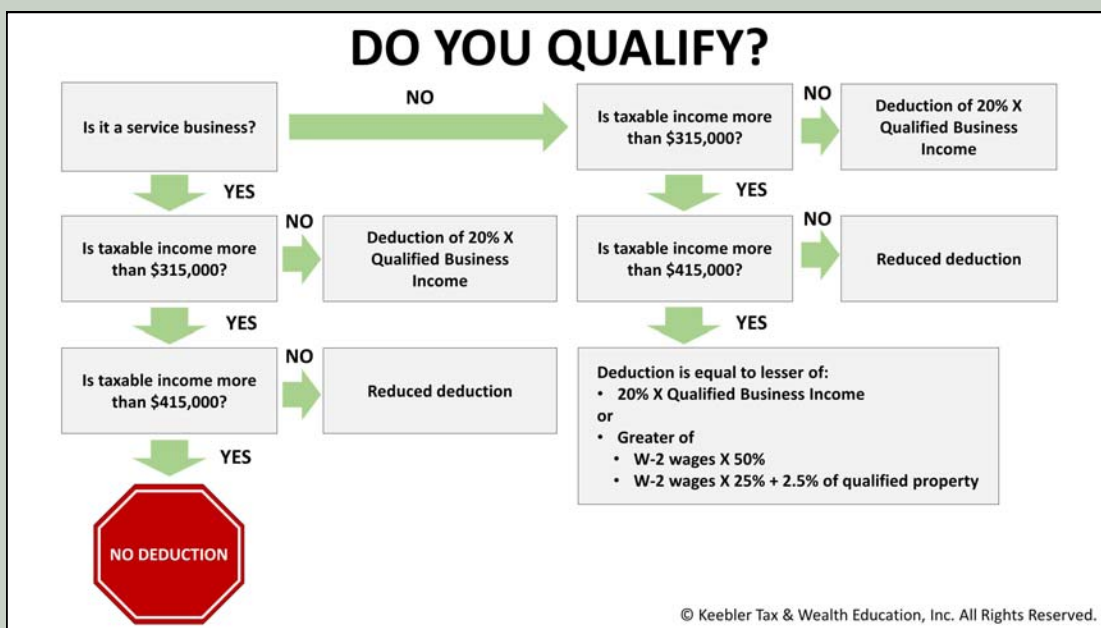 DO YOU QUALIFY?
Is it a service business?
NO
Is taxable income more
than $315,000?
NO
Deduction of 20% X
Qualified Business
Income
YES
YES
Is taxable income more
than $315,000?
NO
Deduction of 20% X
Qualified Business
Income
Is taxable income more
than $415,000?
NO
Reduced deduction
YES
YES
Is taxable income more
than $415,000?
NO
Reduced deduction
Deduction is equal to lesser of:
• 20% X Qualified Business Income
or
• Greater of
• W-2 wages X 50%
• W-2 wages X 25% + 2.5% of qualified property
YES
NO DEDUCTION
© Keebler Tax & Wealth Education, Inc. All Rights Reserved.